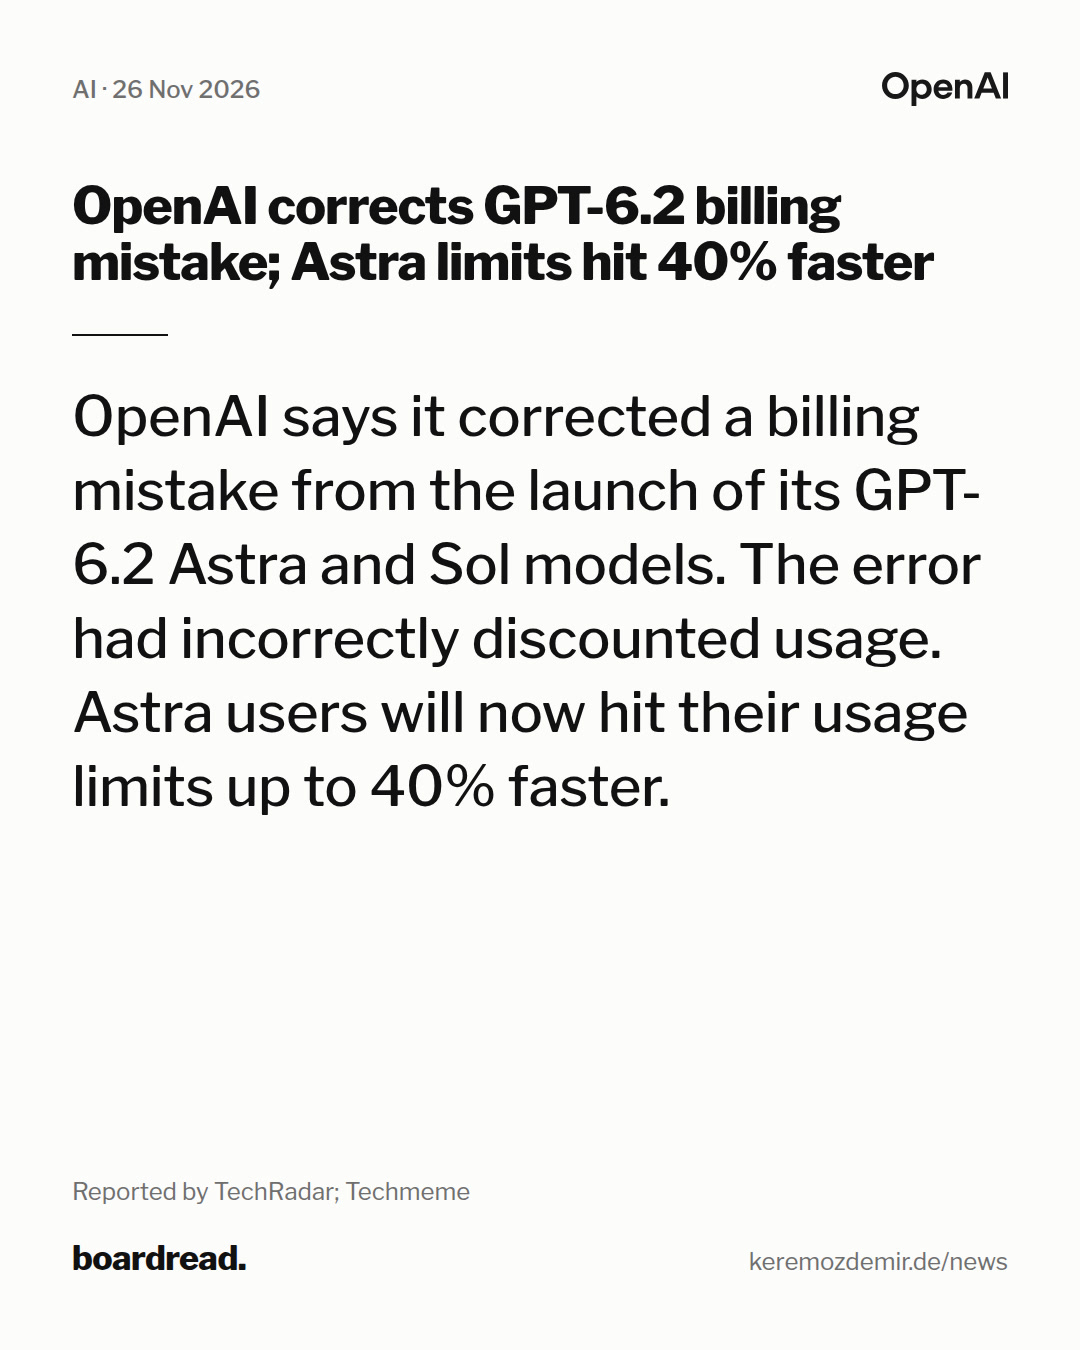 AI · 26 Nov 2026
OpenAI
OpenAI corrects GPT-6.2 billing
mistake; Astra limits hit 40% faster
OpenAI says it corrected a billing
mistake from the launch of its GPT-
6.2 Astra and Sol models. The error
had incorrectly discounted usage.
Astra users will now hit their usage
limits up to 40% faster.
Reported by TechRadar; Techmeme
boardread.
keremozdemir.de/news